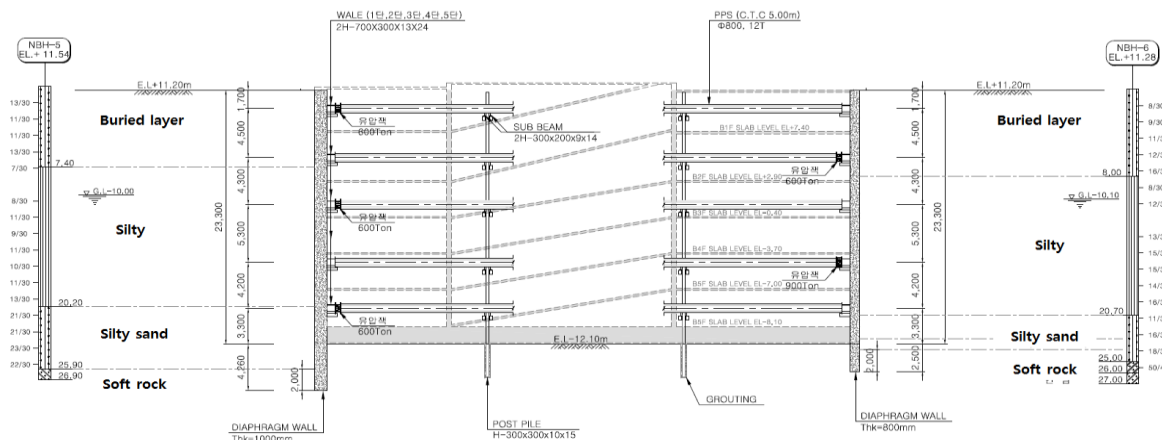 WALE (1단,2단,3단,4단,5단)
2H-700X300X13X24
PPS (C.T.C 5.00m)
Φ800, 12T
NBH-5
EL.+ 11.54
NBH-6
EL.+11.28
E.L+11.20m
E.L+11.20m
13/30
11/30
11/30
13/30
7/30
8/30
11/30
9/30
11/30
10/30
11/30
13/30
21/30
21/30
23/30
22/30
Buried layer
7.40
G.L-10.00
Silty
20,20
Silty sand
25,90
26,90
Soft rock
23,300
1,700
4,500
4,300
5,300
4,200
3,300
4,260
2,000
유압잭
600Ton
유압잭
600Ton
유압잭
600Ton
SUB BEAM
2H-300x200x9x14
B1F SLAB LEVEL EL+7.40
B2F SLAB LEVEL EL+2.90
B3F SLAB LEVEL EL-0.40
B4F SLAB LEVEL EL-3.70
B5F SLAB LEVEL EL-7.00
유압잭
600Ton
유압잭
900Ton
E.L-12.10m
1,700
4,500
4,300
5,300
4,200
3,300
2,500
2,000
23,300
Buried layer
8.00
G.L-10,10
Silty
20,70
Silty sand
25,00
Soft rock
26,00
27,00
DIAPHRAGM WALL
Thk=1000mm
POST PILE
H-300x300x10x15
GROUTING
DIAPHRAGM WALL
Thk=800mm